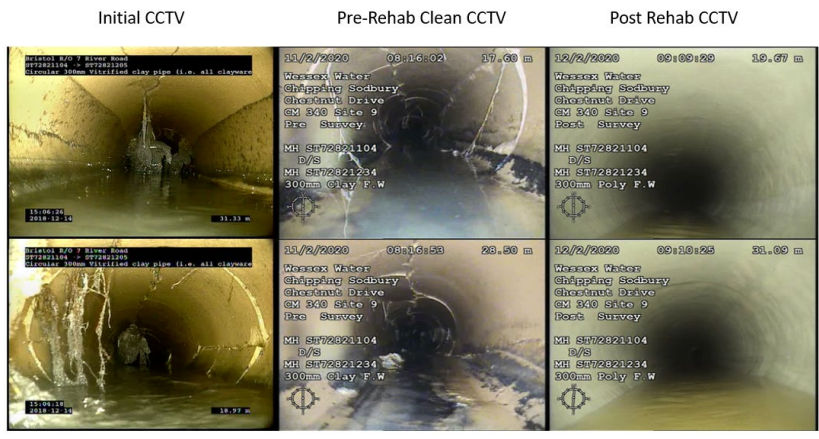 Initial CCTV
Pre-Rehab Clean CCTV
Post Rehab CCTV
Bristol R/O 7 River Road
ST72821104 -> ST72821205
Circular 300mm Vitrified clay pipe (i.e. all clayware
15:06:26
2018-12-14
31.33 m
11/2/2020 08:16:02 17.60 m
Wessex Water
Chipping Sodbury
Chestnut Drive
CM 340 Site 9
Pre Survey
MH ST72821104
D/S
MH ST72821234
300mm Clay F.W
12/2/2020 09:09:29 19.67 m
Wessex Water
Chipping Sodbury
Chestnut Drive
CM 340 Site 9
Post Survey
MH ST72821104
D/S
MH ST72821234
300mm Poly F.W
Bristol R/O 7 River Road
ST72821104 -> ST72821205
Circular 300mm Vitrified clay pipe (i.e. all clayware
15:04:18
2018-12-14
18.97 m
11/2/2020 08:16:53 28.50 m
Wessex Water
Chipping Sodbury
Chestnut Drive
CM 340 Site 9
Pre Survey
MH ST72821104
D/S
MH ST72821234
300mm Clay F.W
12/2/2020 09:10:25 31.09 m
Wessex Water
Chipping Sodbury
Chestnut Drive
CM 340 Site 9
Post Survey
MH ST72821104
D/S
MH ST72821234
300mm Poly F.W